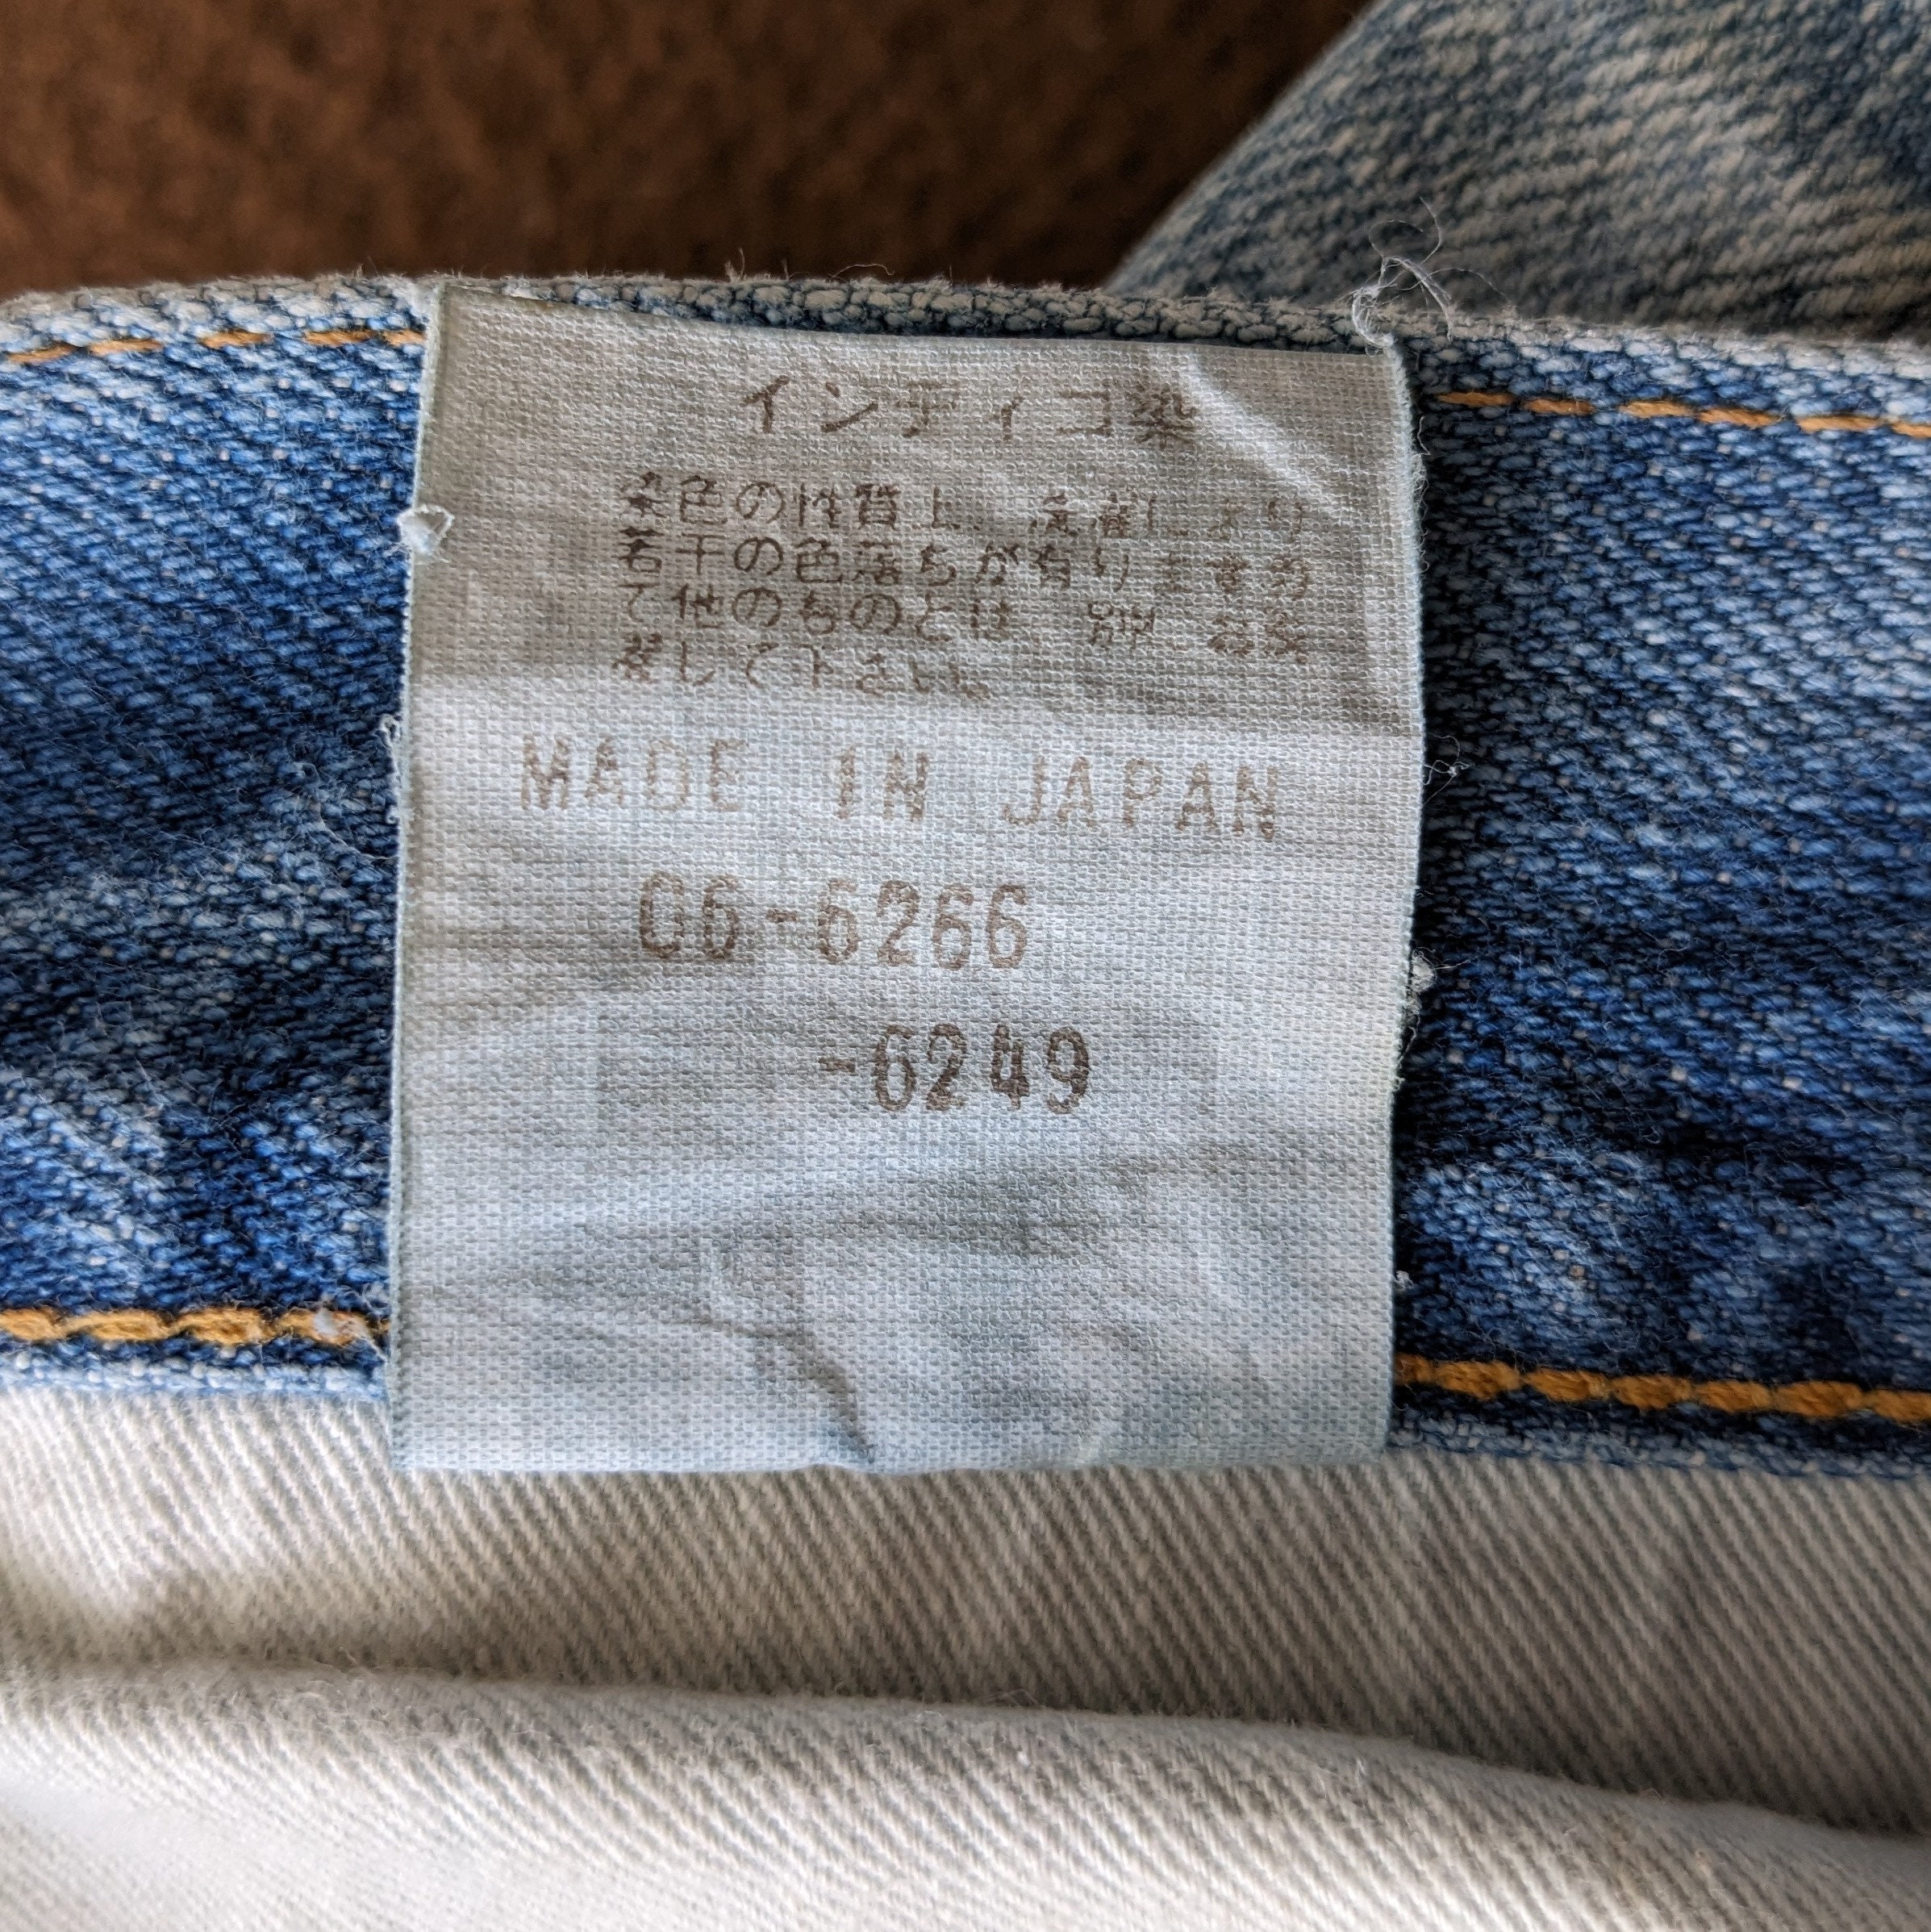 インディコ染
染色の性質上、洗濯により
若干の色落ちが有りますの
で他のものとは 別に お洗
濯して下さい。
MADE IN JAPAN
06-6266
-6249